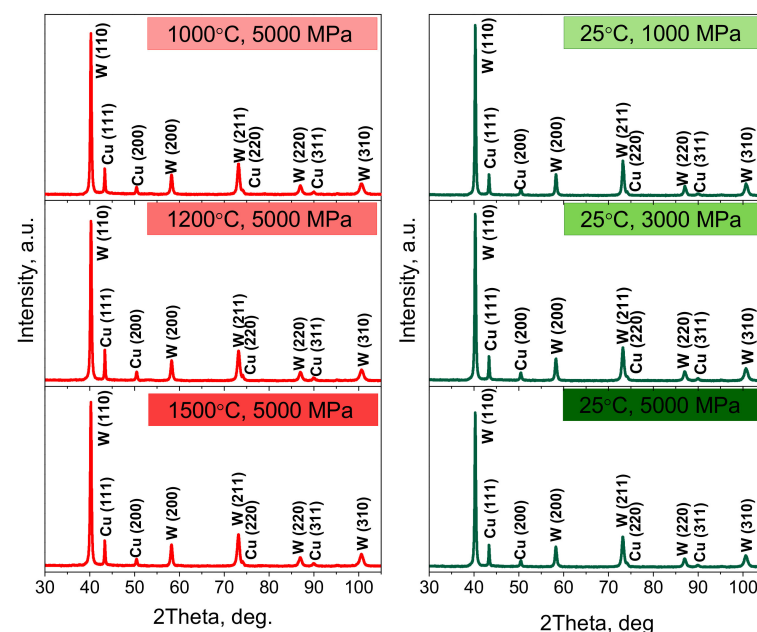 1000°C, 5000 MPa
W (110)
Cu (111)
Cu (200)
W (200)
W (211)
Cu (220)
W (220)
Cu (311)
W (310)
1200°C, 5000 MPa
W (110)
Cu (111)
Cu (200)
W (200)
W (211)
Cu (220)
W (220)
Cu (311)
W (310)
1500°C, 5000 MPa
W (110)
Cu (111)
Cu (200)
W (200)
W (211)
Cu (220)
W (220)
Cu (311)
W (310)
Intensity, a.u.
30 40 50 60 70 80 90 100
2Theta, deg.
25°C, 1000 MPa
W (110)
Cu (111)
Cu (200)
W (200)
W (211)
Cu (220)
W (220)
Cu (311)
W (310)
25°C, 3000 MPa
W (110)
Cu (111)
Cu (200)
W (200)
W (211)
Cu (220)
W (220)
Cu (311)
W (310)
25°C, 5000 MPa
W (110)
Cu (111)
Cu (200)
W (200)
W (211)
Cu (220)
W (220)
Cu (311)
W (310)
Intensity, a.u.
30 40 50 60 70 80 90 100
2Theta, deg